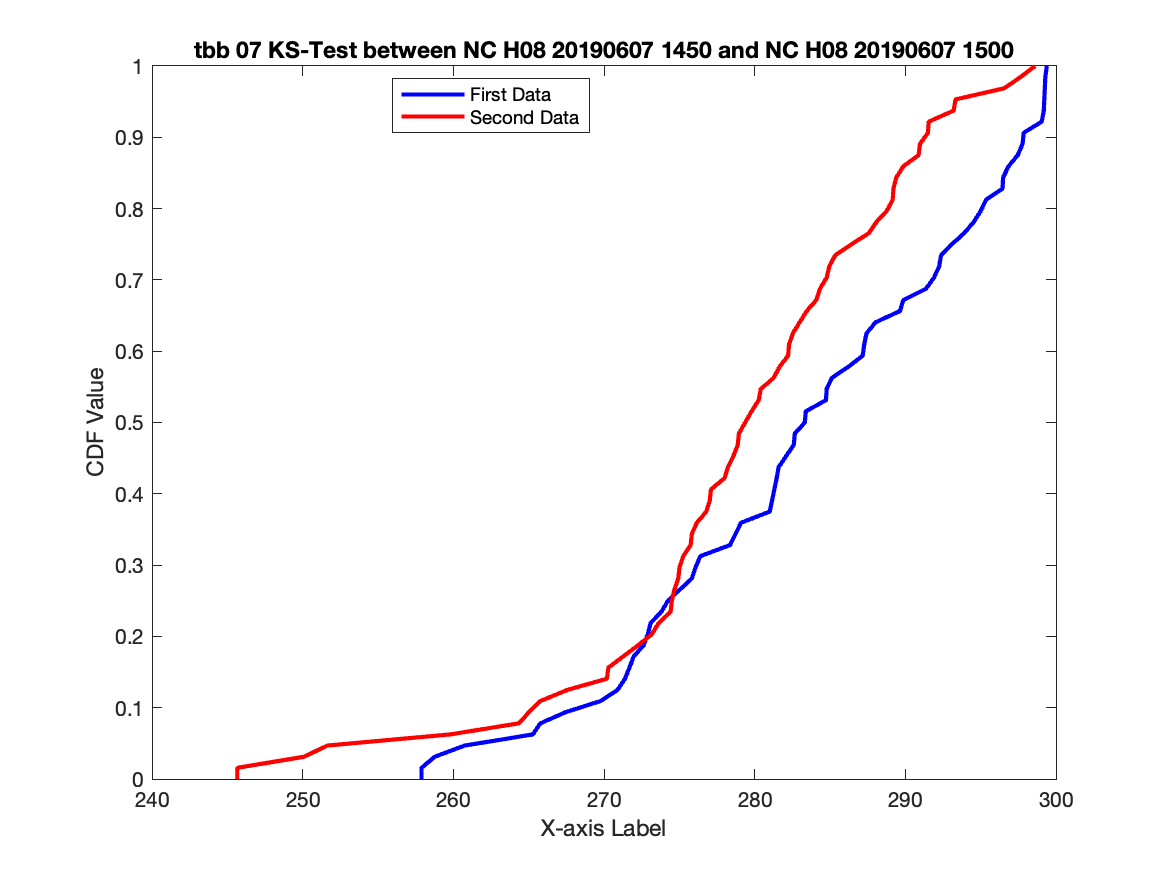 tbb 07 KS-Test between NC H08 20190607 1450 and NC H08 20190607 1500
First Data
Second Data
1
0.9
0.8
0.7
0.6
0.5
0.4
0.3
0.2
0.1
0
CDF Value
240 250 260 270 280 290 300
X-axis Label